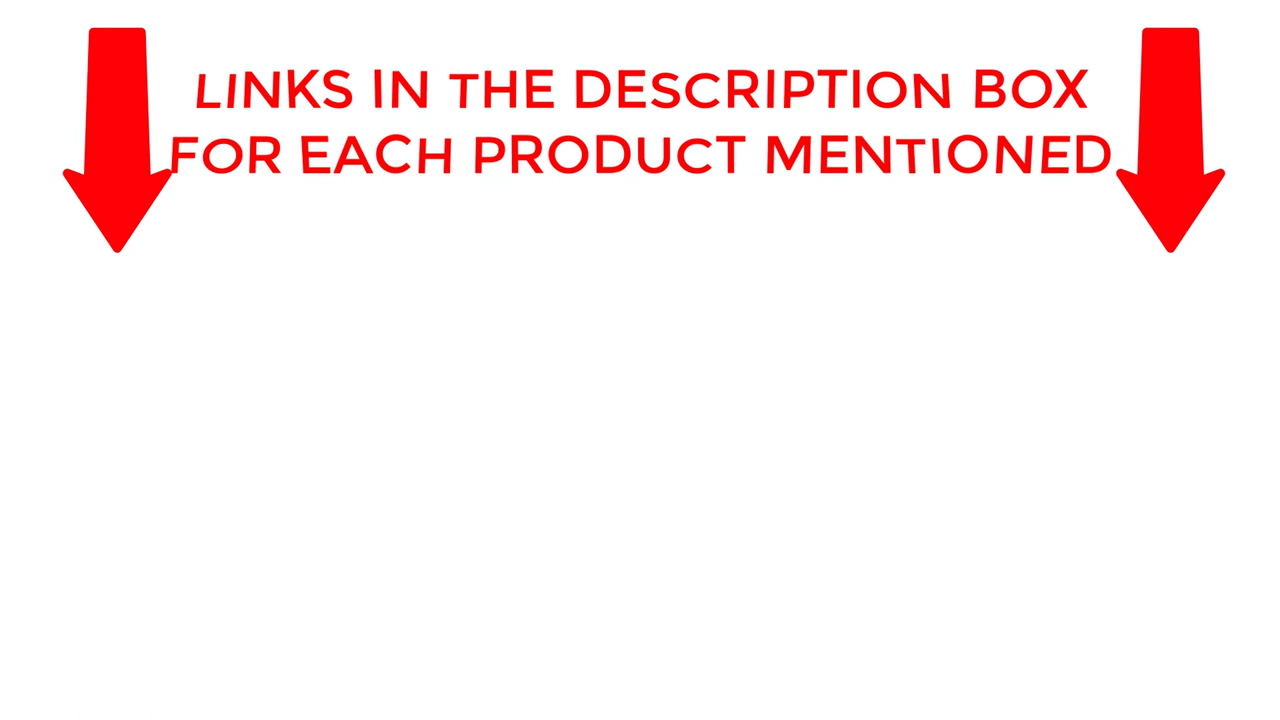 LINKS IN THE DESCRIPTION BOX
FOR EACH PRODUCT MENTIONED